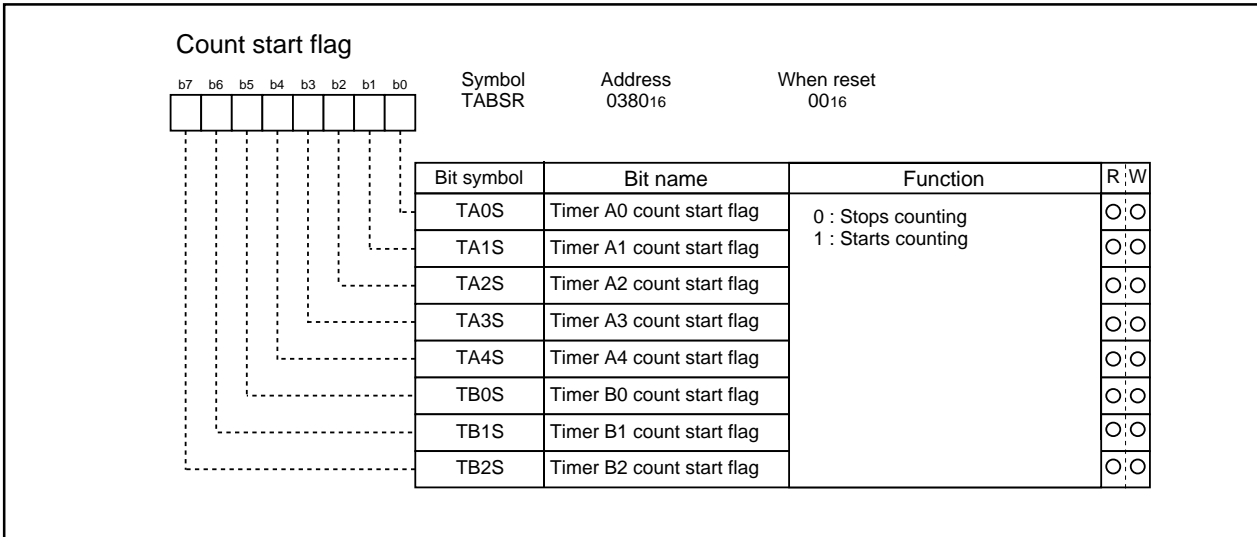 Count start flag
b7 b6 b5 b4 b3 b2 b1 b0
Symbol Address When reset
TABSR 038016 0016
Bit symbol Bit name Function R W
TA0S Timer A0 count start flag 0 : Stops counting
1 : Starts counting
TA1S Timer A1 count start flag
TA2S Timer A2 count start flag
TA3S Timer A3 count start flag
TA4S Timer A4 count start flag
TB0S Timer B0 count start flag
TB1S Timer B1 count start flag
TB2S Timer B2 count start flag